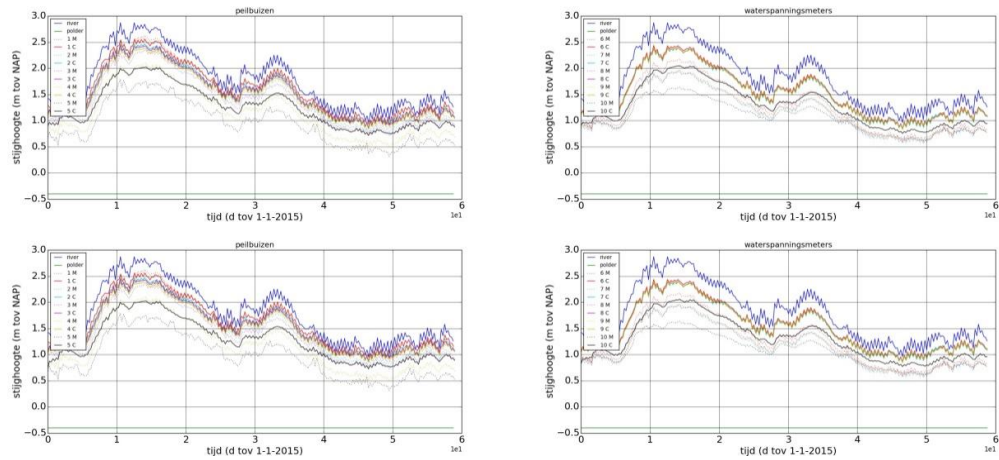 peilbuizen
stijghoogte (m tov NAP)
3.0
2.5
2.0
1.5
1.0
0.5
0.0
−0.5
river
polder
1 M
1 C
2 M
2 C
3 M
3 C
4 M
4 C
5 M
5 C
0 1 2 3 4 5 6
1e1
tijd (d tov 1-1-2015)
waterspanningsmeters
stijghoogte (m tov NAP)
3.0
2.5
2.0
1.5
1.0
0.5
0.0
−0.5
river
polder
6 M
6 C
7 M
7 C
8 M
8 C
9 M
9 C
10 M
10 C
0 1 2 3 4 5 6
1e1
tijd (d tov 1-1-2015)
peilbuizen
stijghoogte (m tov NAP)
3.0
2.5
2.0
1.5
1.0
0.5
0.0
−0.5
river
polder
1 M
1 C
2 M
2 C
3 M
3 C
4 M
4 C
5 M
5 C
0 1 2 3 4 5 6
1e1
tijd (d tov 1-1-2015)
waterspanningsmeters
stijghoogte (m tov NAP)
3.0
2.5
2.0
1.5
1.0
0.5
0.0
−0.5
river
polder
6 M
6 C
7 M
7 C
8 M
8 C
9 M
9 C
10 M
10 C
0 1 2 3 4 5 6
1e1
tijd (d tov 1-1-2015)